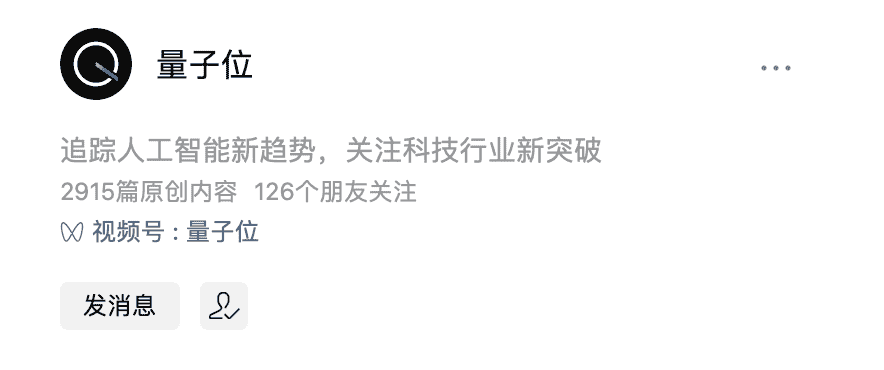 量子位
追踪人工智能新趋势，关注科技行业新突破
2915篇原创内容 126个朋友关注
视频号：量子位
发消息